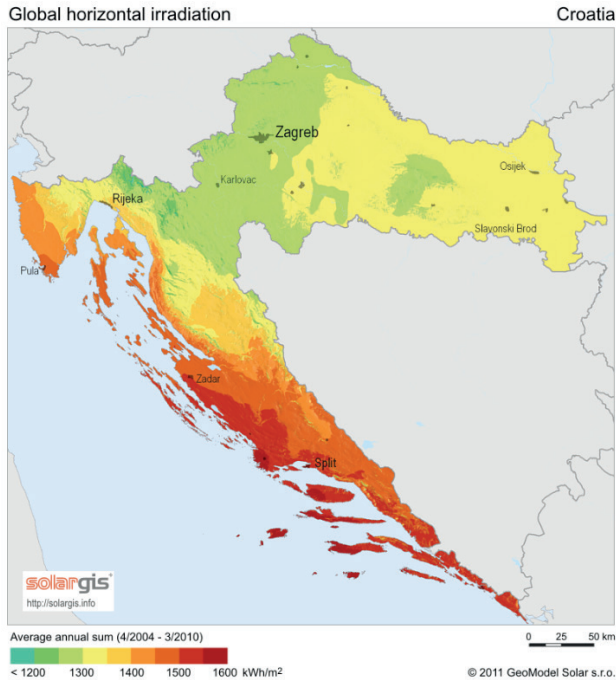 Global horizontal irradiation Croatia
Zagreb
Osijek
Karlovac
Rijeka
Slavonski Brod
Pula
Zadar
Split
solargis
http://solargis.info
Average annual sum (4/2004 - 3/2010)
0 25 50 km
< 1200 1300 1400 1500 1600 kWh/m²
© 2011 GeoModel Solar s.r.o.